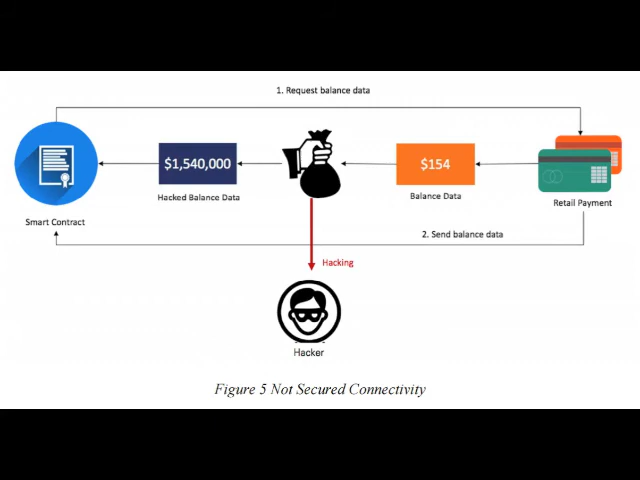 1. Request balance data
$1,540,000
$154
Hacked Balance Data
Balance Data
Retail Payment
Smart Contract
2. Send balance data
Hacking
Hacker
Figure 5 Not Secured Connectivity